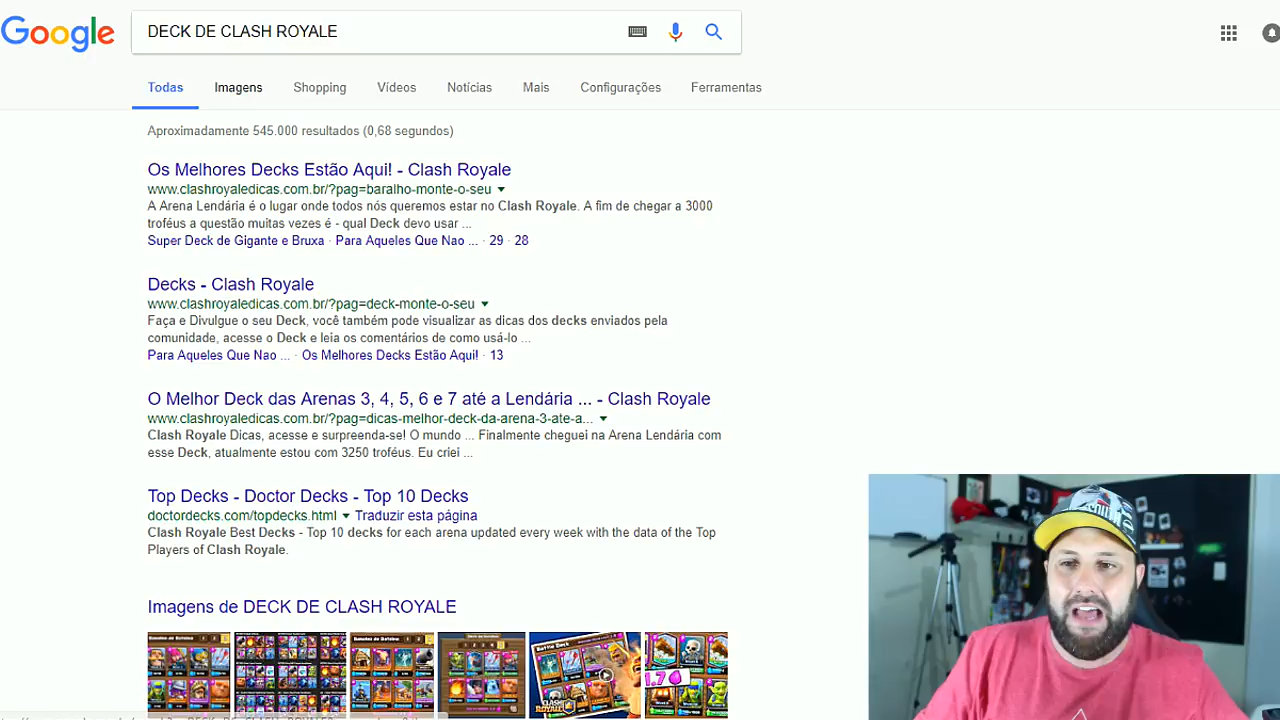 Google
DECK DE CLASH ROYALE
Todas Imagens Shopping Vídeos Notícias Mais Configurações Ferramentas
Aproximadamente 545.000 resultados (0,68 segundos)
Os Melhores Decks Estão Aqui! - Clash Royale
www.clashroyaledicas.com.br/?pag=baralho-monte-o-seu
A Arena Lendária é o lugar onde todos nós queremos estar no Clash Royale. A fim de chegar a 3000
troféus a questão muitas vezes é - qual Deck devo usar ...
Super Deck de Gigante e Bruxa · Para Aqueles Que Nao ... · 29 · 28
Decks - Clash Royale
www.clashroyaledicas.com.br/?pag=deck-monte-o-seu
Faça e Divulgue o seu Deck, você também pode visualizar as dicas dos decks enviados pela
comunidade, acesse o Deck e leia os comentários de como usá-lo ...
Para Aqueles Que Nao ... · Os Melhores Decks Estão Aqui! · 13
O Melhor Deck das Arenas 3, 4, 5, 6 e 7 até a Lendária ... - Clash Royale
www.clashroyaledicas.com.br/?pag=dicas-melhor-deck-da-arena-3-ate-a...
Clash Royale Dicas, acesse e surpreenda-se! O mundo ... Finalmente cheguei na Arena Lendária com
esse Deck, atualmente estou com 3250 troféus. Eu criei ...
Top Decks - Doctor Decks - Top 10 Decks
doctordecks.com/topdecks.html Traduzir esta página
Clash Royale Best Decks - Top 10 decks for each arena updated every week with the data of the Top
Players of Clash Royale.
Imagens de DECK DE CLASH ROYALE
Battle Deck
1.7
CLASH
ROYALE